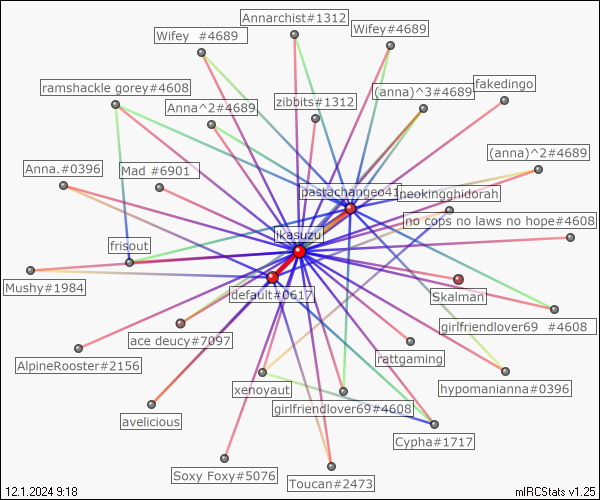 Annarchist#1312
Wifey  #4689
Wifey#4689
fakedingo
ramshackle gorey#4608
(anna)^3#4689
zibbits#1312
Anna^2#4689
(anna)^2#4689
Anna.#0396
Mad #6901
pastachangeo41
neokingghidorah
no cops no laws no hope#4608
jikasuzu
frisout
Mushy#1984
default#0617
Skalman
girlfriendlover69  #4608
ace deucy#7097
rattgaming
AlpineRooster#2156
xenoyaut
hypomanianna#0396
girlfriendlover69#4608
avelicious
Cypha#1717
Soxy Foxy#5076
Toucan#2473
12.1.2024 9:18
mIRCStats v1.25